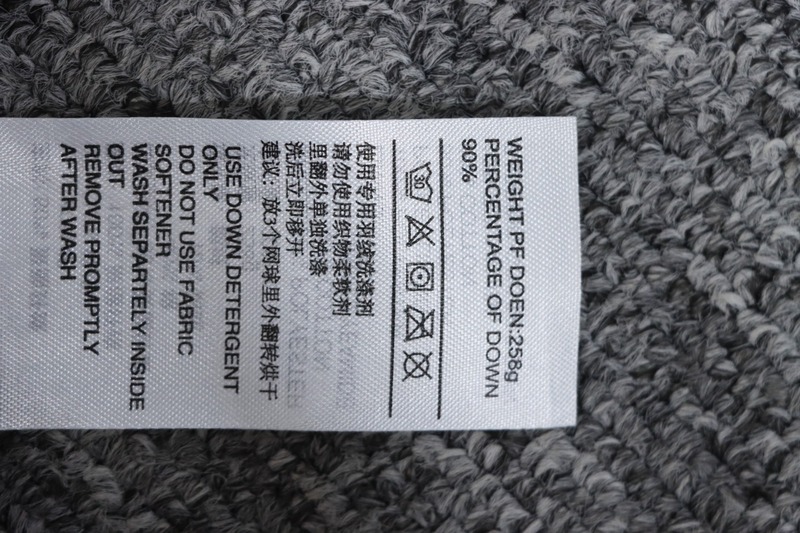 WEIGHT PF DOEN:258g
PERCENTAGE OF DOWN
90%
30
使用专用羽绒洗涤剂
请勿使用织物柔软剂
里翻外单独洗涤
洗后立即移开
建议：放3个网球里外翻转烘干
USE DOWN DETERGENT
ONLY
DO NOT USE FABRIC
SOFTENER
WASH SEPARTELY INSIDE
OUT
REMOVE PROMPTLY
AFTER WASH